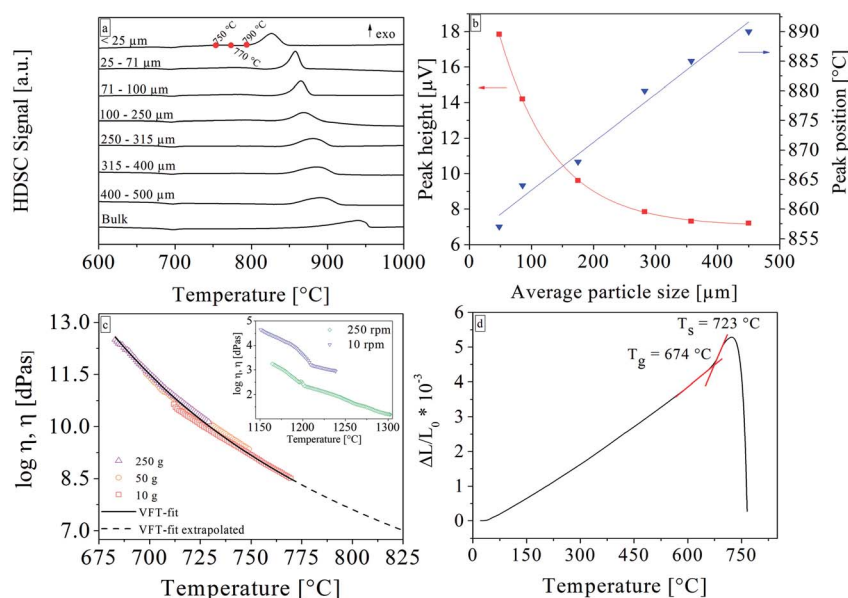 a
↑ exo
< 25 µm
750 °C
790 °C
770 °C
25 - 71 µm
71 - 100 µm
100 - 250 µm
250 - 315 µm
315 - 400 µm
400 - 500 µm
Bulk
HDSC Signal [a.u.]
600 700 800 900 1000
Temperature [°C]
b
18
16
14
12
10
8
6
Peak height [µV]
890
885
880
875
870
865
860
855
Peak position [°C]
0 100 200 300 400 500
Average particle size [µm]
c
13.0
11.5
10.0
8.5
7.0
log η, η [dPas]
250 g
50 g
10 g
VFT-fit
VFT-fit extrapolated
675 700 725 750 775 800 825
Temperature [°C]
5
4
3
2
log η, η [dPas]
250 rpm
10 rpm
1150 1200 1250 1300
Temperature [°C]
d
6
5
4
3
2
1
0
ΔL/L₀ * 10⁻³
Tₛ = 723 °C
T_g = 674 °C
0 150 300 450 600 750
Temperature [°C]